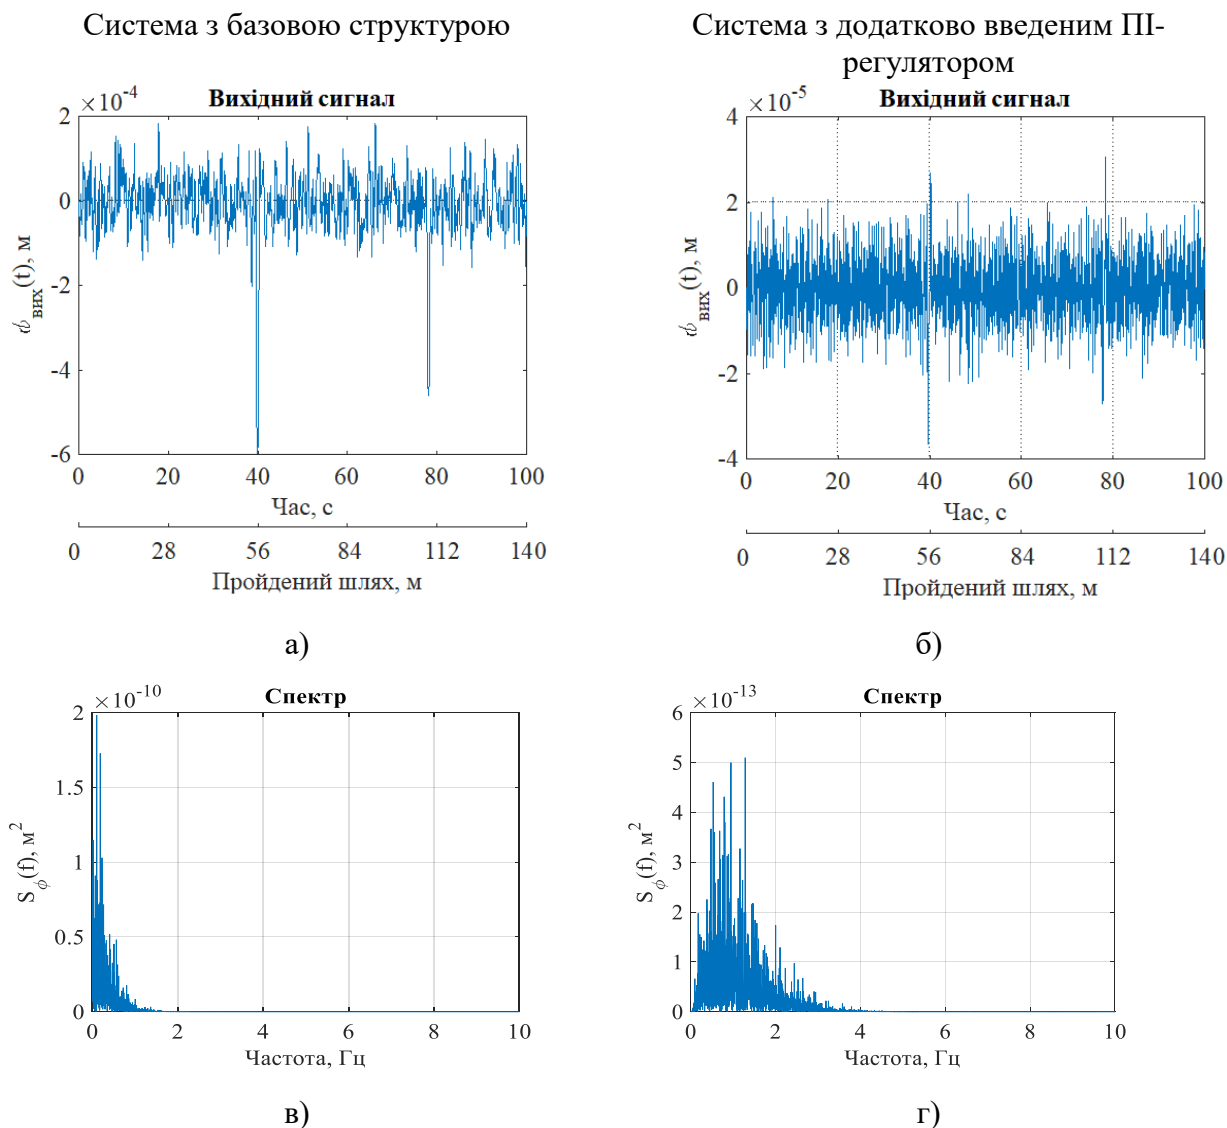 Система з базовою структурою
Система з додатково введеним ПІ-
регулятором
×10⁻⁴
Вихідний сигнал
2
0
-2
-4
-6
ϕвих(t), м
0 20 40 60 80 100
Час, с
0 28 56 84 112 140
Пройдений шлях, м
а)
×10⁻⁵
Вихідний сигнал
4
2
0
-2
-4
ϕвих(t), м
0 20 40 60 80 100
Час, с
0 28 56 84 112 140
Пройдений шлях, м
б)
×10⁻¹⁰
Спектр
2
1.5
1
0.5
0
Sϕ(f), м²
0 2 4 6 8 10
Частота, Гц
в)
×10⁻¹³
Спектр
6
5
4
3
2
1
0
Sϕ(f), м²
0 2 4 6 8 10
Частота, Гц
г)